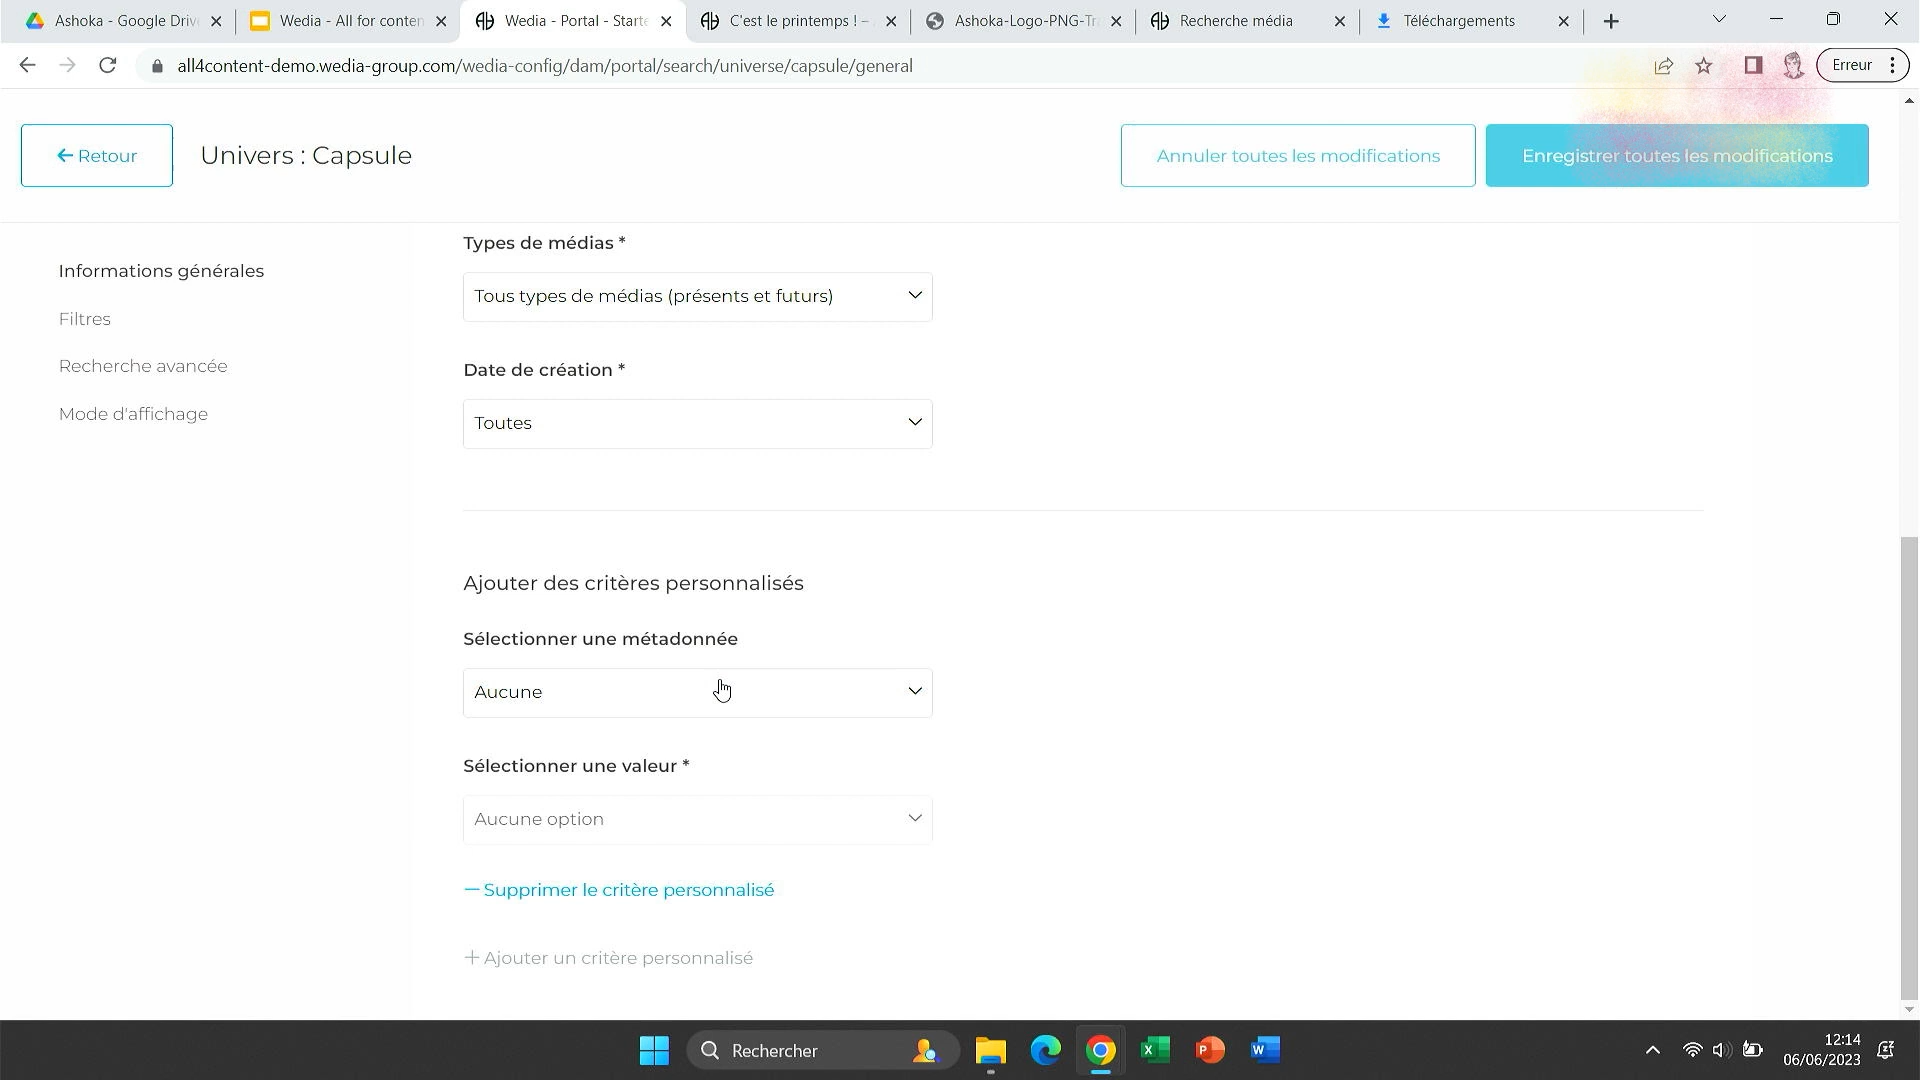 Ashoka - Google Driv
Wedia - All for conten
Wedia - Portal - Starte
C'est le printemps ! –
Ashoka-Logo-PNG-Tr
Recherche média
Téléchargements
all4content-demo.wedia-group.com/wedia-config/dam/portal/search/universe/capsule/general
Erreur
Retour
Univers : Capsule
Annuler toutes les modifications
Enregistrer toutes les modifications
Informations générales
Filtres
Recherche avancée
Mode d'affichage
Types de médias *
Tous types de médias (présents et futurs)
Date de création *
Toutes
Ajouter des critères personnalisés
Sélectionner une métadonnée
Aucune
Sélectionner une valeur *
Aucune option
Supprimer le critère personnalisé
Ajouter un critère personnalisé
Rechercher
12:14
06/06/2023